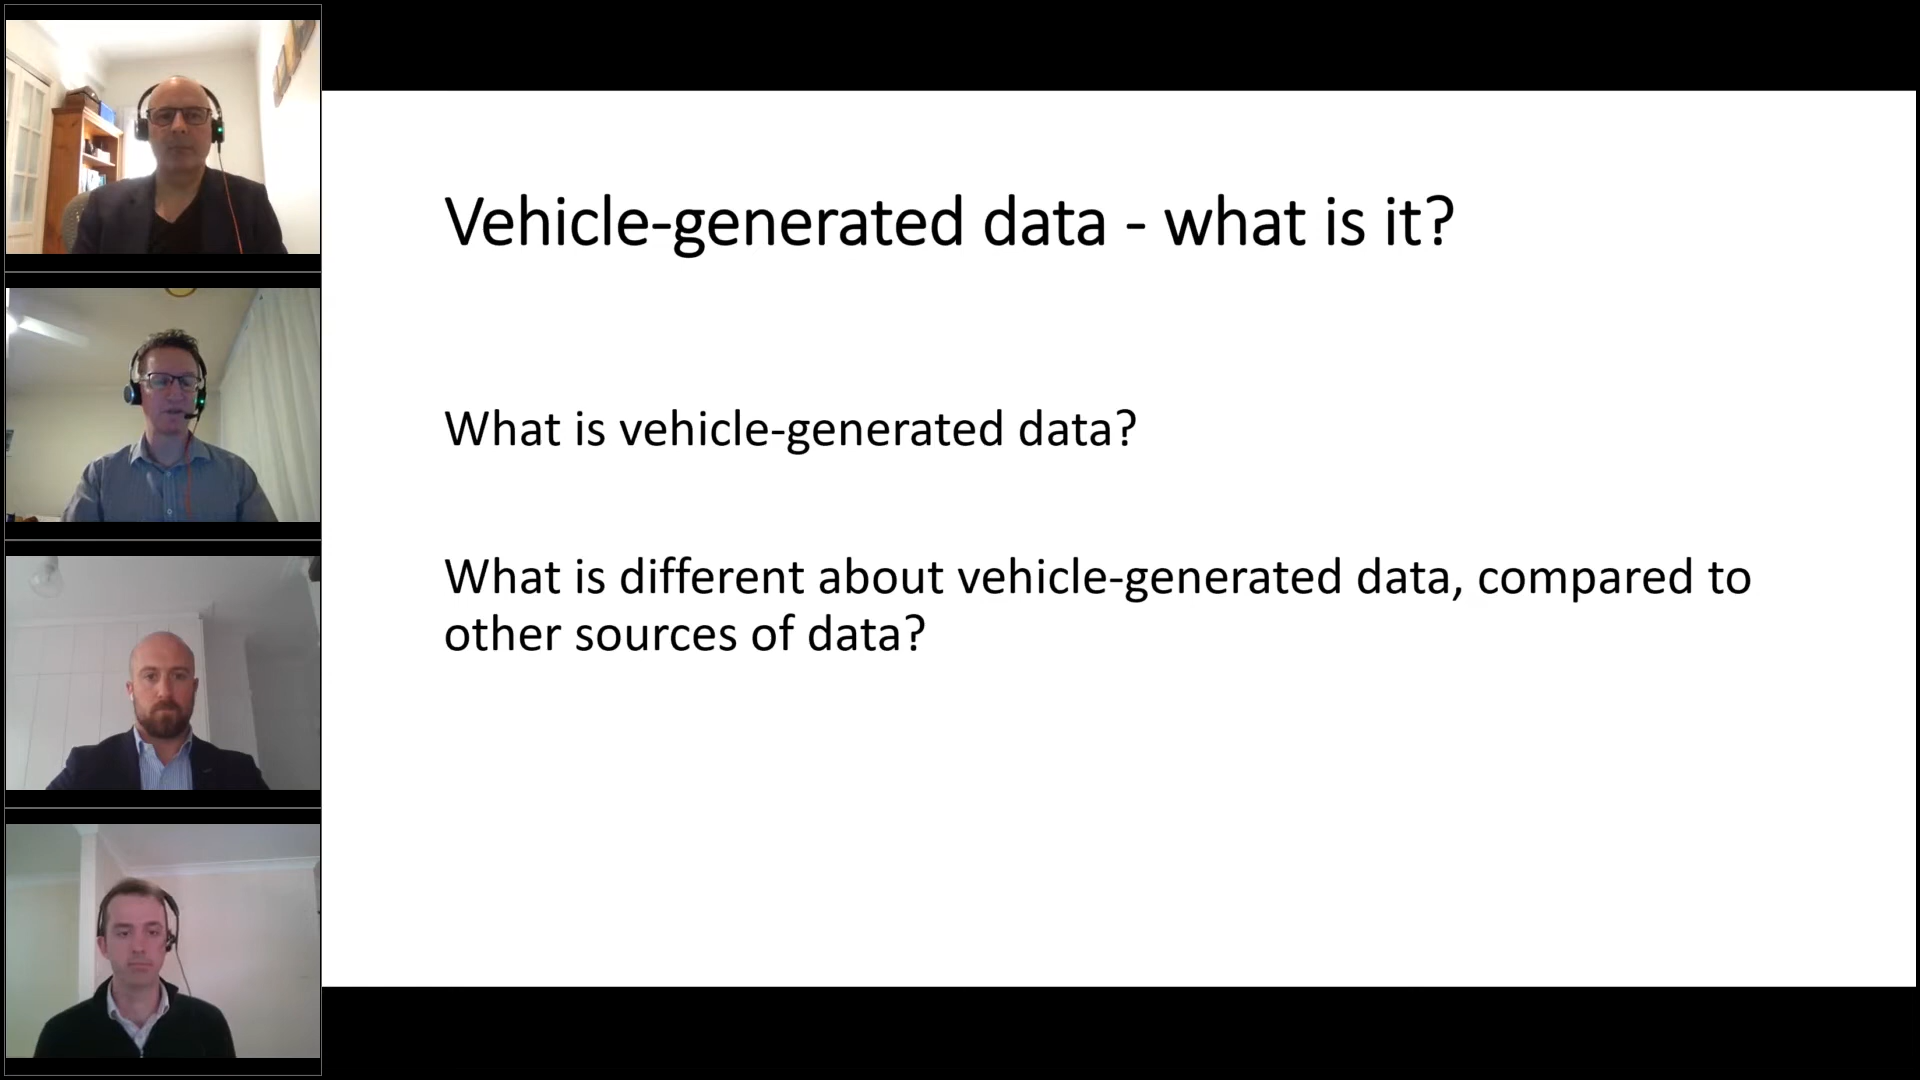 Vehicle-generated data - what is it?
What is vehicle-generated data?
What is different about vehicle-generated data, compared to
other sources of data?